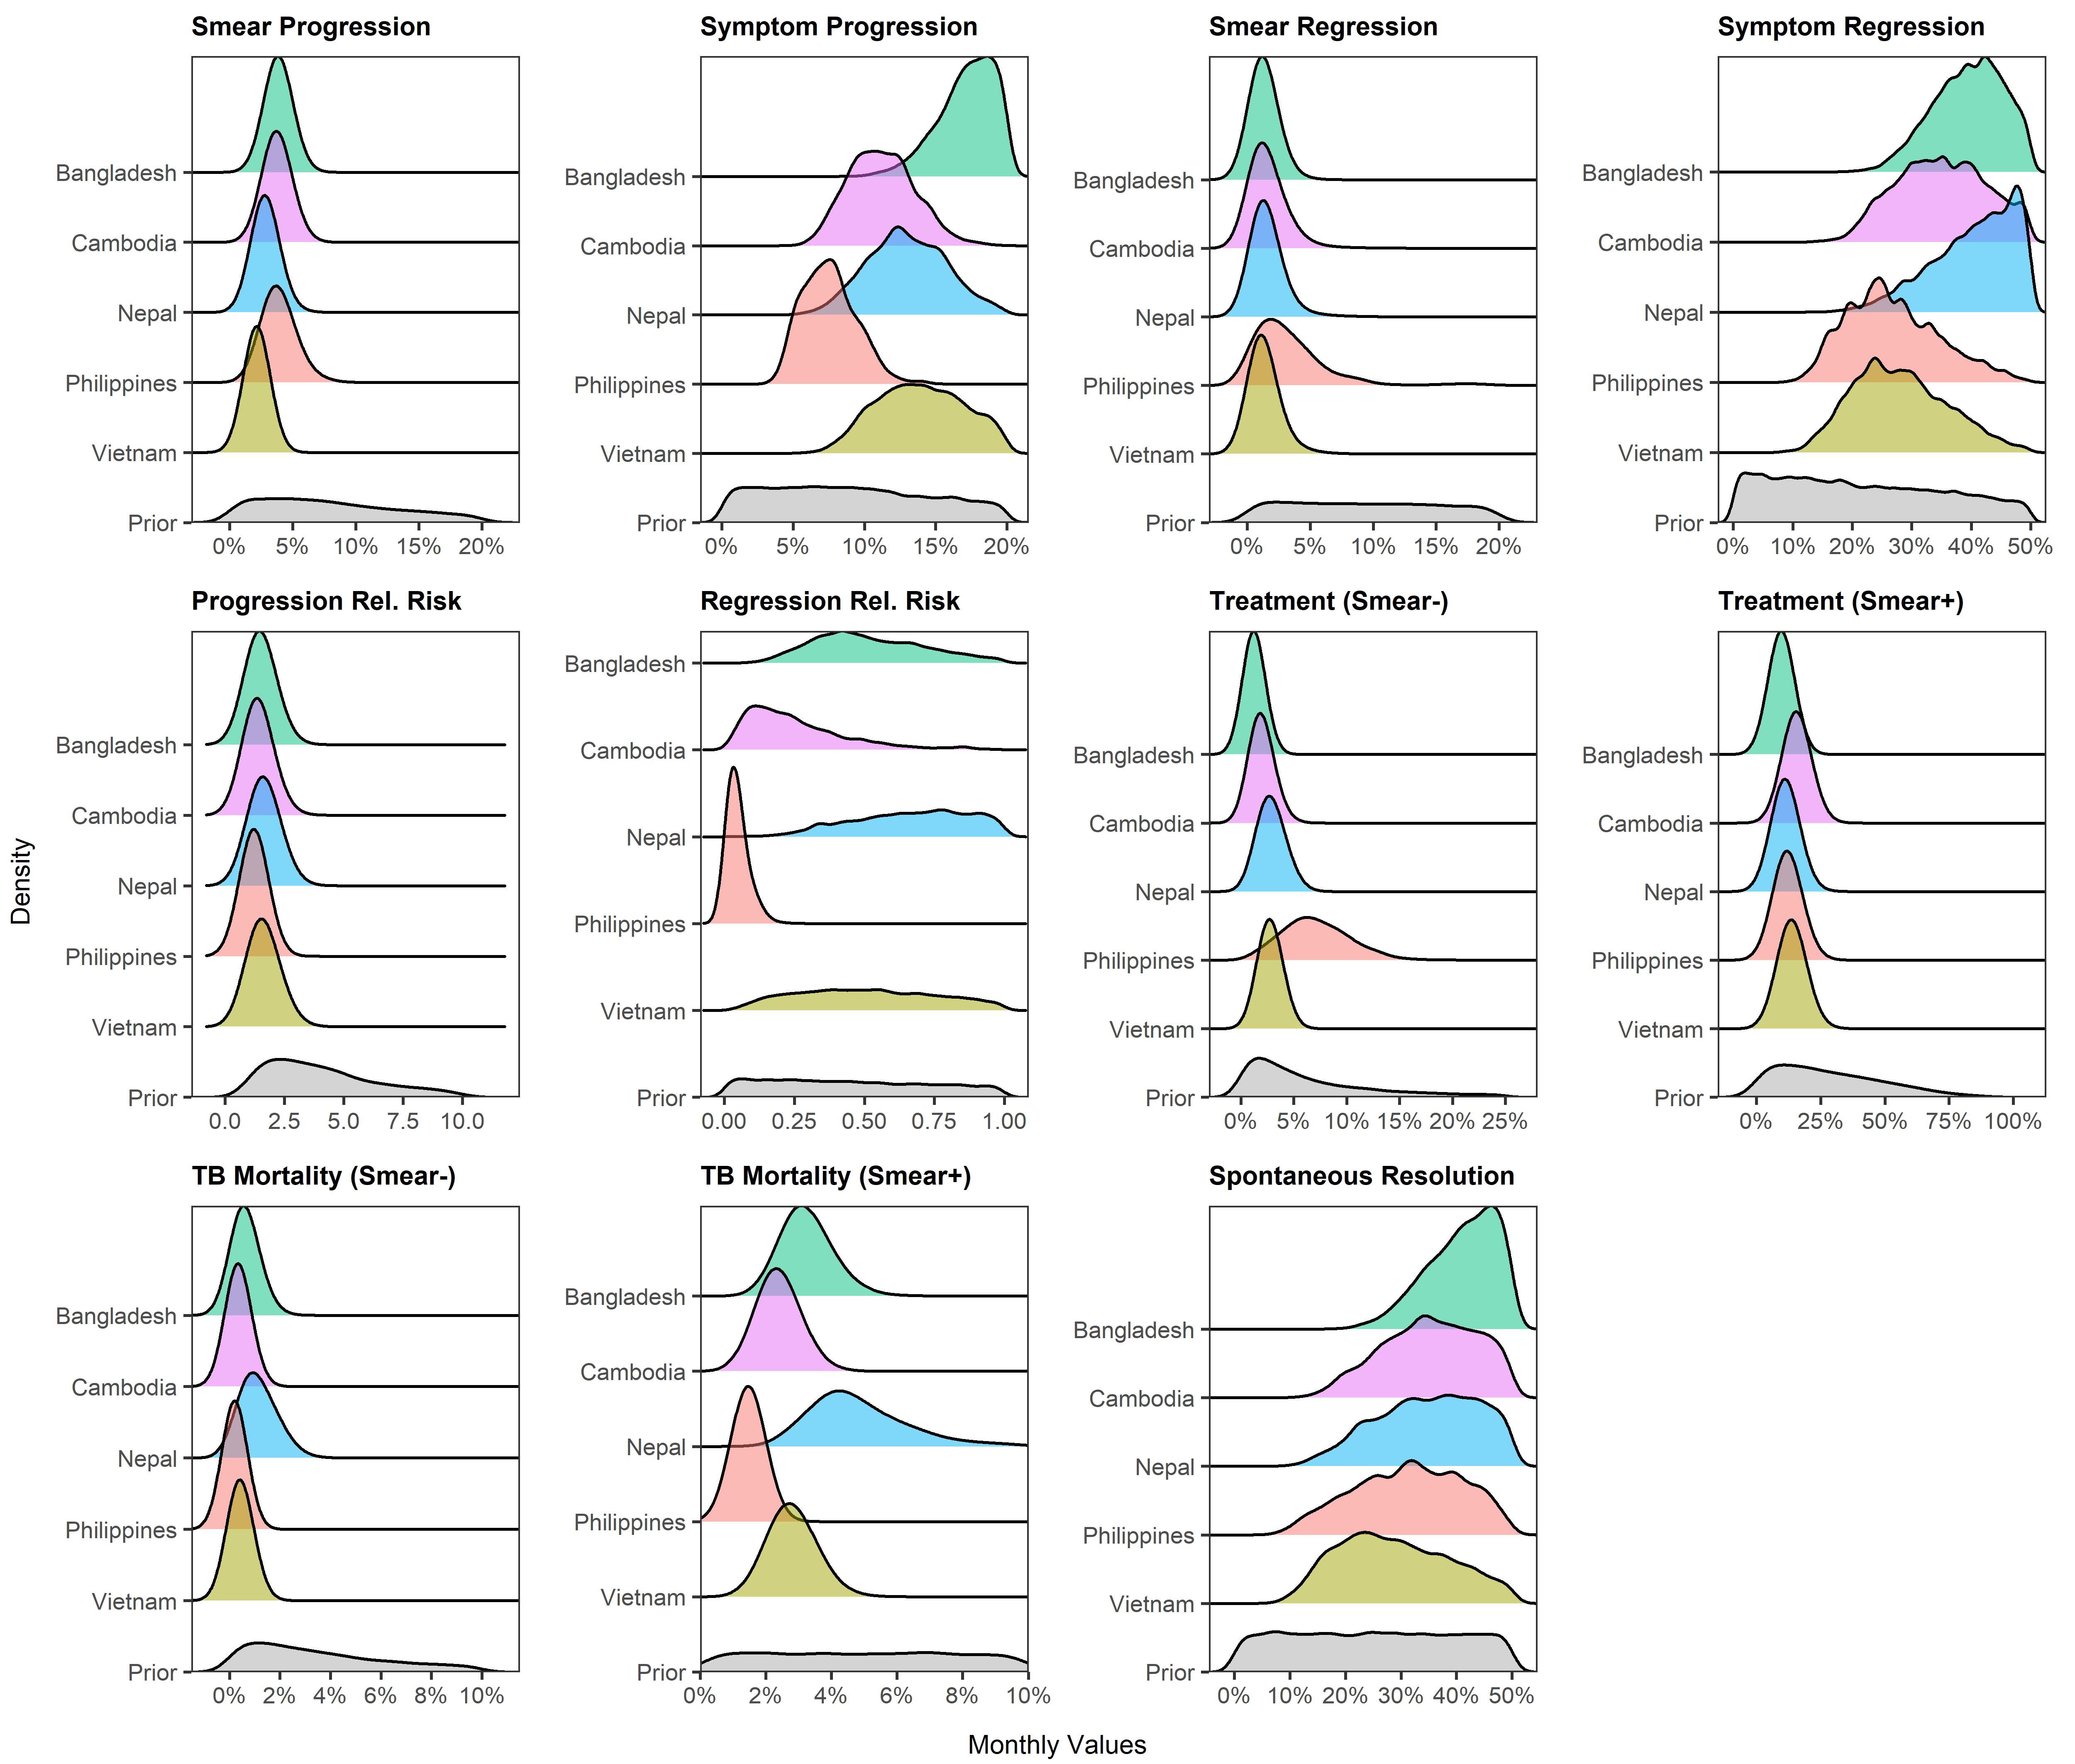 Smear Progression
Symptom Progression
Smear Regression
Symptom Regression
Bangladesh
Cambodia
Nepal
Philippines
Vietnam
Prior
0% 5% 10% 15% 20%
Bangladesh
Cambodia
Nepal
Philippines
Vietnam
Prior
0% 5% 10% 15% 20%
Bangladesh
Cambodia
Nepal
Philippines
Vietnam
Prior
0% 5% 10% 15% 20%
Bangladesh
Cambodia
Nepal
Philippines
Vietnam
Prior
0% 10% 20% 30% 40% 50%
Progression Rel. Risk
Regression Rel. Risk
Treatment (Smear-)
Treatment (Smear+)
Density
Bangladesh
Cambodia
Nepal
Philippines
Vietnam
Prior
0.0 2.5 5.0 7.5 10.0
Bangladesh
Cambodia
Nepal
Philippines
Vietnam
Prior
0.00 0.25 0.50 0.75 1.00
Bangladesh
Cambodia
Nepal
Philippines
Vietnam
Prior
0% 5% 10% 15% 20% 25%
Bangladesh
Cambodia
Nepal
Philippines
Vietnam
Prior
0% 25% 50% 75% 100%
TB Mortality (Smear-)
TB Mortality (Smear+)
Spontaneous Resolution
Bangladesh
Cambodia
Nepal
Philippines
Vietnam
Prior
0% 2% 4% 6% 8% 10%
Bangladesh
Cambodia
Nepal
Philippines
Vietnam
Prior
0% 2% 4% 6% 8% 10%
Bangladesh
Cambodia
Nepal
Philippines
Vietnam
Prior
0% 10% 20% 30% 40% 50%
Monthly Values